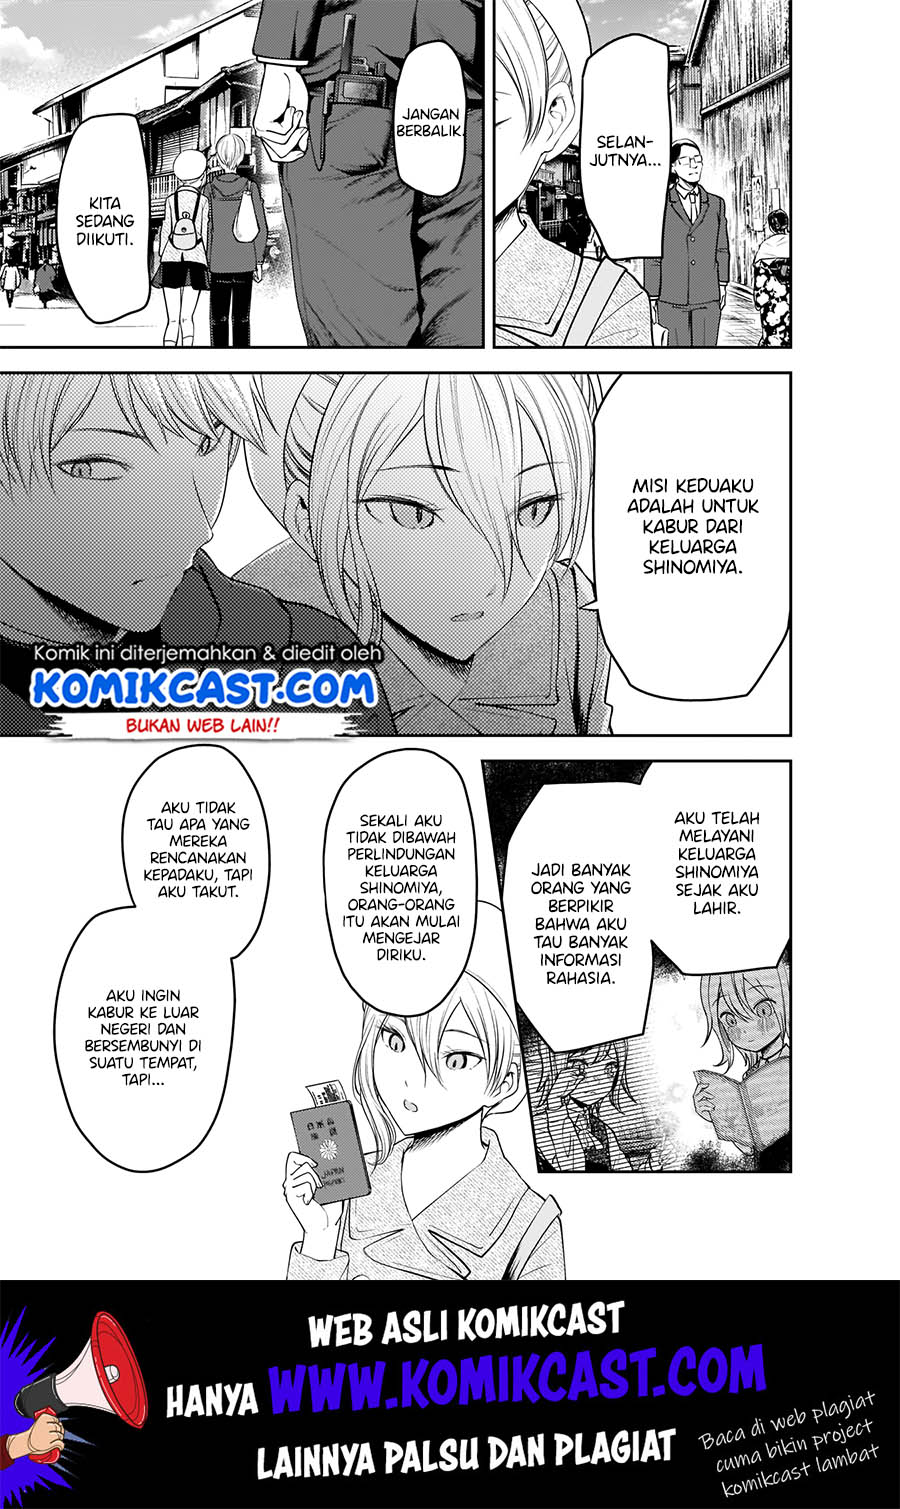 SELAN-
JUTNYA...
JANGAN
BERBALIK.
KITA
SEDANG
DIIKUTI.
MISI KEDUAKU
ADALAH UNTUK
KABUR DARI
KELUARGA
SHINOMIYA.
Komik ini diterjemahkan & diedit oleh
KOMIKCAST.COM
BUKAN WEB LAIN!!
AKU TELAH
MELAYANI
KELUARGA
SHINOMIYA
SEJAK AKU
LAHIR.
JADI BANYAK
ORANG YANG
BERPIKIR
BAHWA AKU
TAU BANYAK
INFORMASI
RAHASIA.
SEKALI AKU
TIDAK DIBAWAH
PERLINDUNGAN
KELUARGA
SHINOMIYA,
ORANG-ORANG
ITU AKAN MULAI
MENGEJAR
DIRIKU.
AKU TIDAK
TAU APA YANG
MEREKA
RENCANAKAN
KEPADAKU, TAPI
AKU TAKUT.
AKU INGIN
KABUR KE LUAR
NEGERI DAN
BERSEMBUNYI DI
SUATU TEMPAT,
TAPI...
JAPAN
WEB ASLI KOMIKCAST
HANYA WWW.KOMIKCAST.COM
LAINNYA PALSU DAN PLAGIAT
Baca di web plagiat
cuma bikin project
komikcast lambat